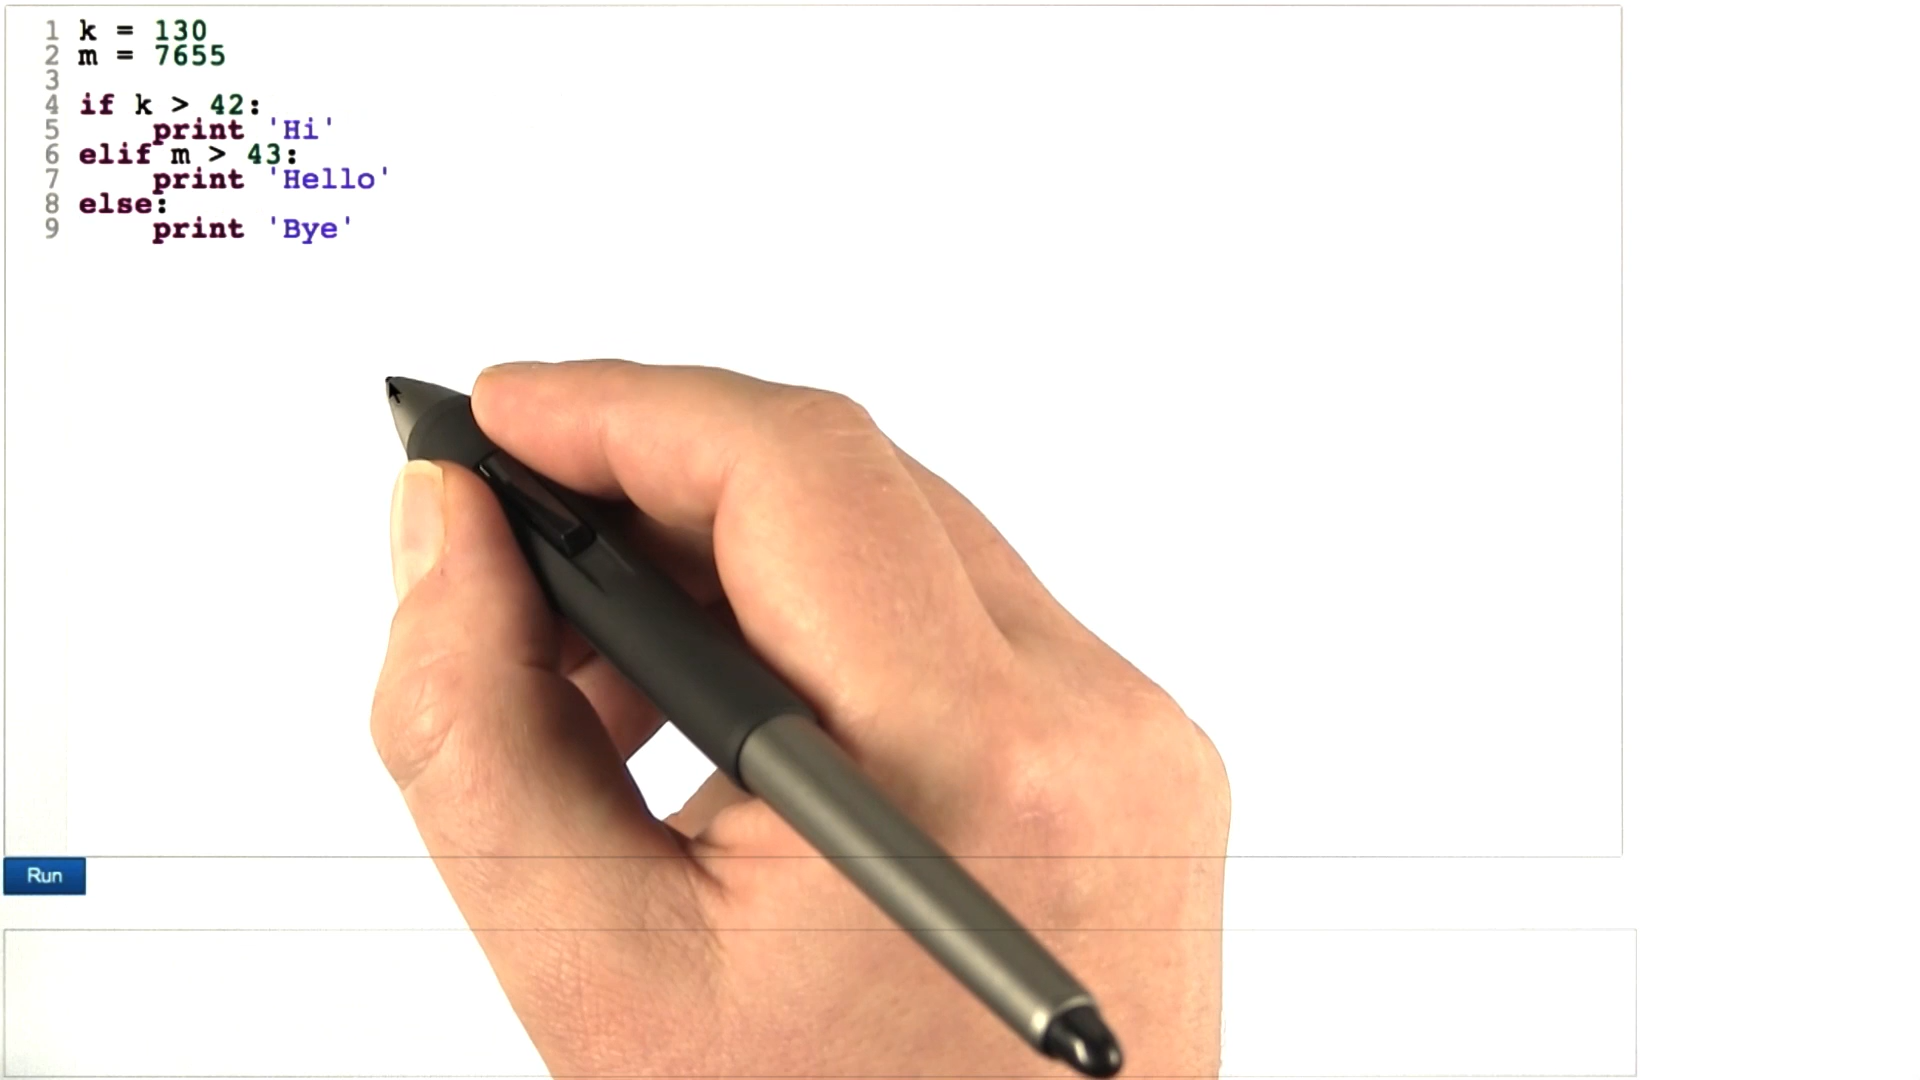 1 k = 130
2 m = 7655
3
4 if k > 42:
5     print 'Hi'
6 elif m > 43:
7     print 'Hello'
8 else:
9     print 'Bye'
Run